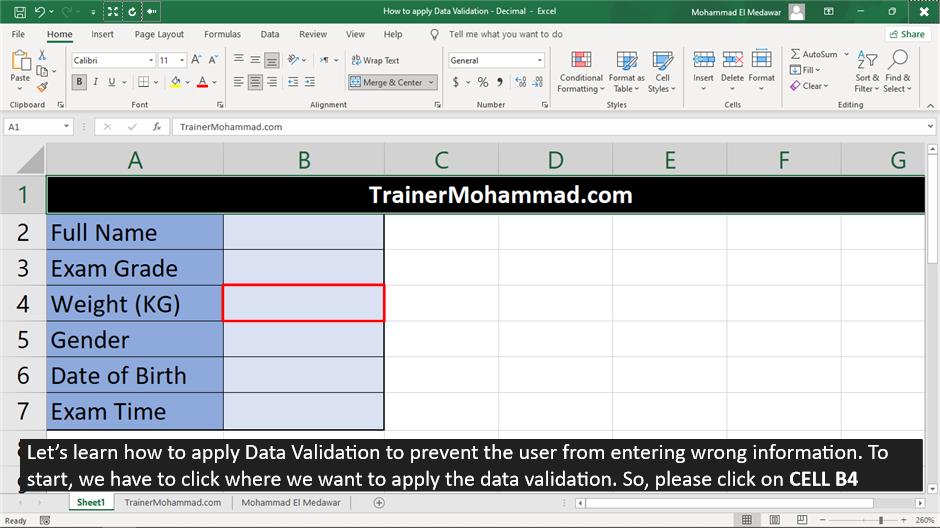 How to apply Data Validation - Decimal - Excel
Mohammad El Medawar
File Home Insert Page Layout Formulas Data Review View Help Tell me what you want to do Share
Calibri 11 A A Wrap Text $ General AutoSum
Paste B I U A Merge & Center $ % , Conditional Formatting Format as Table Cell Styles Insert Delete Format Fill Clear Sort & Filter Find & Select
Clipboard Font Alignment Number Styles Cells Editing
A1 fx TrainerMohammad.com
A B C D E F G
1 TrainerMohammad.com
2 Full Name
3 Exam Grade
4 Weight (KG)
5 Gender
6 Date of Birth
7 Exam Time
Let’s learn how to apply Data Validation to prevent the user from entering wrong information. To
start, we have to click where we want to apply the data validation. So, please click on CELL B4
Sheet1 TrainerMohammad.com Mohammad El Medawar
Ready 260%